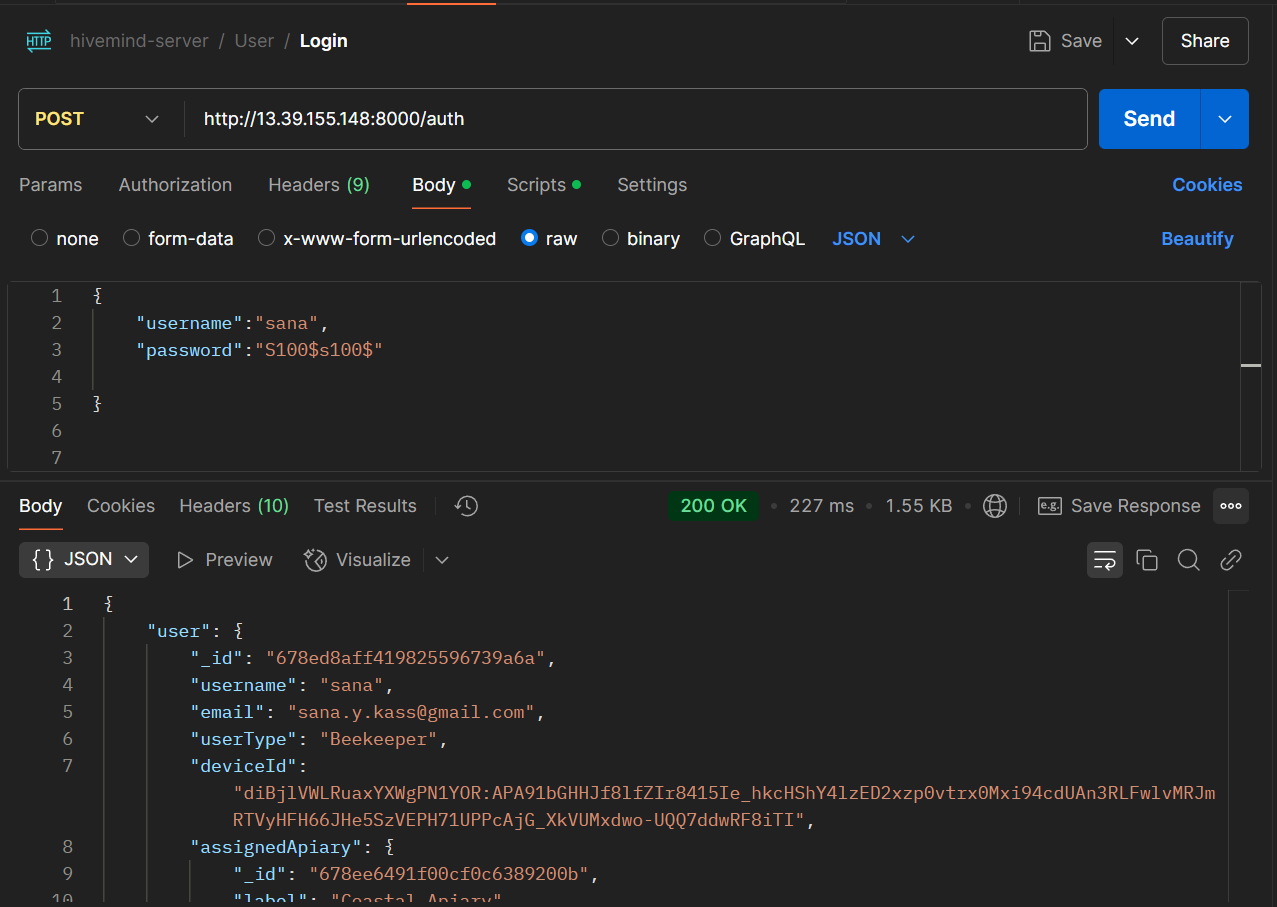 HTTP hivemind-server / User / Login Save Share
POST http://13.39.155.148:8000/auth Send
Params Authorization Headers (9) Body Scripts Settings Cookies
none form-data x-www-form-urlencoded raw binary GraphQL JSON Beautify
1 {
2 "username":"sana",
3 "password":"S100$s100$"
4
5 }
6
7
Body Cookies Headers (10) Test Results 200 OK • 227 ms • 1.55 KB • e.g. Save Response
{} JSON Preview Visualize
1 {
2 "user": {
3 "_id": "678ed8aff419825596739a6a",
4 "username": "sana",
5 "email": "sana.y.kass@gmail.com",
6 "userType": "Beekeeper",
7 "deviceId":
"diBjlVWLRuaxYXWgPN1YOR:APA91bGHHJf8lfZIr8415Ie_hkcHShY4lzED2xzp0vtrx0Mxi94cdUAn3RLFwlvMRJm
RTVyHFH66JHe5SzVEPH71UPPcAjG_XkVUMxdwo-UQQ7ddwRF8iTI",
8 "assignedApiary": {
9 "_id": "678ee6491f00cf0c6389200b",
10 "label": "Coastal Apiary"